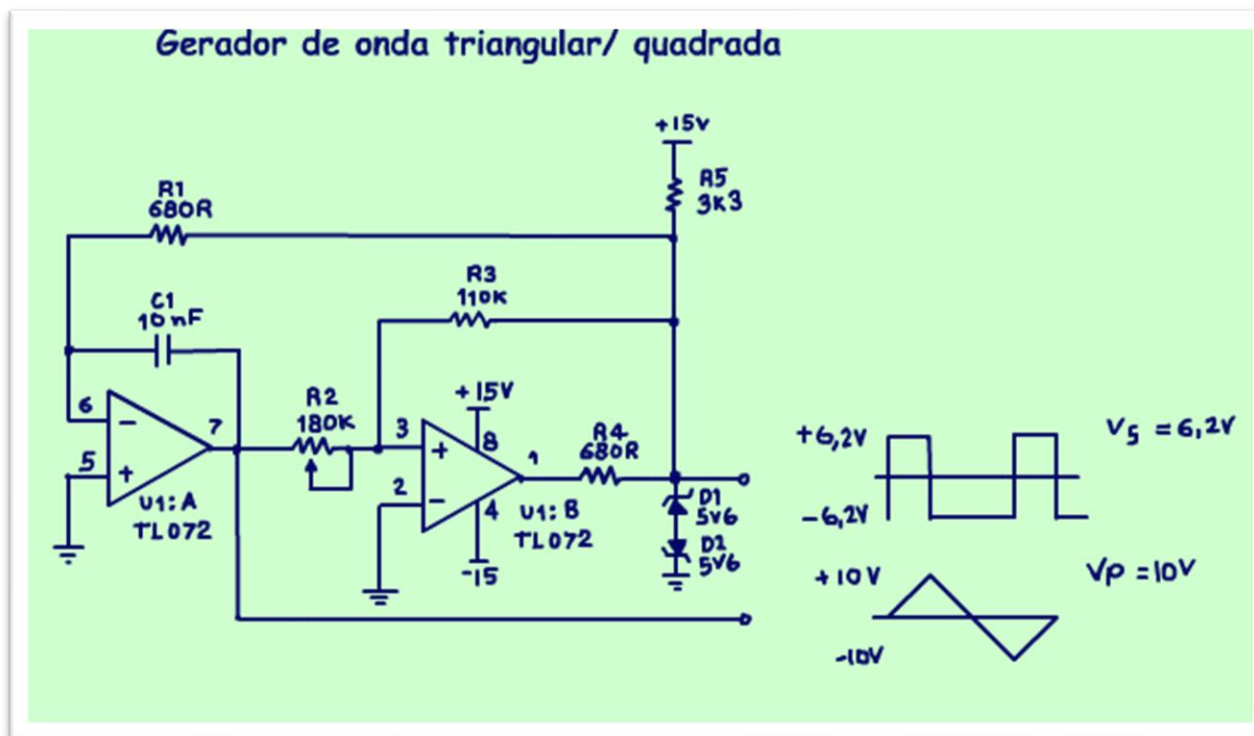 Gerador de onda triangular/ quadrada
+15v
R5
3K3
R1
680R
R3
110K
C1
10nF
+15V
R2
180K
R4
680R
6
7
3
8
1
5
2
4
-
+
+
-
U1:A
TL072
U1:B
TL072
-15
D1
5V6
D2
5V6
+6,2V
-6,2V
VS = 6,2V
+10V
-10V
Vp = 10V